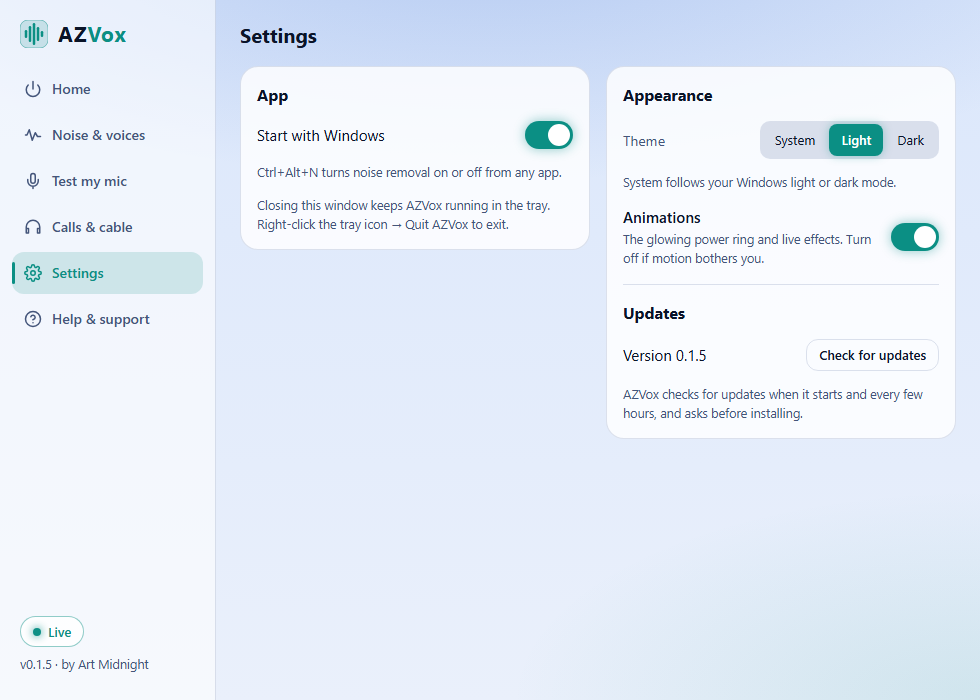 AZVox
Home
Noise & voices
Test my mic
Calls & cable
Settings
Help & support
Live
v0.1.5 · by Art Midnight
Settings
App
Start with Windows
Ctrl+Alt+N turns noise removal on or off from any app.
Closing this window keeps AZVox running in the tray.
Right-click the tray icon → Quit AZVox to exit.
Appearance
Theme System Light Dark
System follows your Windows light or dark mode.
Animations
The glowing power ring and live effects. Turn
off if motion bothers you.
Updates
Version 0.1.5 Check for updates
AZVox checks for updates when it starts and every few
hours, and asks before installing.